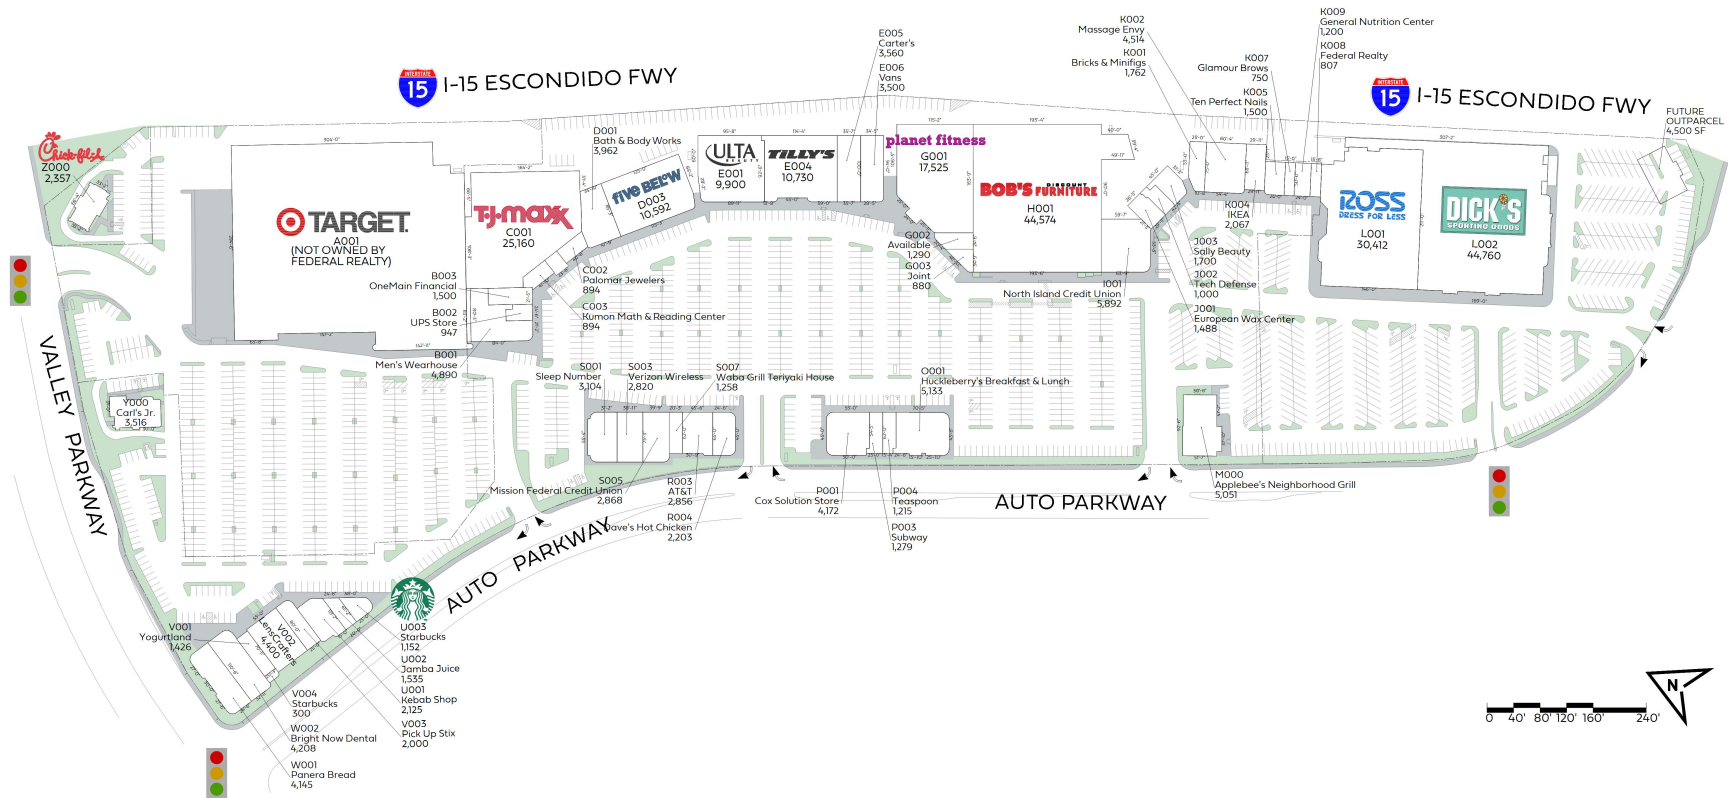 INTERSTATE
15
I-15 ESCONDIDO FWY
INTERSTATE
15
I-15 ESCONDIDO FWY
Chick-fil-A
Z000
2,357
TARGET.
A001
(NOT OWNED BY
FEDERAL REALTY)
T.J.maxx
C001
25,160
D001
Bath & Body Works
3,962
five BELOW
D003
10,592
ULTA
BEAUTY
E001
9,900
TILLY'S
E004
10,730
E005
Carter's
3,560
E006
Vans
3,500
planet fitness
G001
17,525
BOB'S DISCOUNT
FURNITURE
H001
44,574
K002
Massage Envy
4,514
K001
Bricks & Minifigs
1,762
K007
Glamour Brows
750
K005
Ten Perfect Nails
1,500
K009
General Nutrition Center
1,200
K008
Federal Realty
807
FUTURE
OUTPARCEL
4,500 SF
ROSS
DRESS FOR LESS
L001
30,412
DICK'S
SPORTING GOODS
L002
44,760
K004
IKEA
2,067
J003
Sally Beauty
1,700
J002
Tech Defense
1,000
J001
European Wax Center
1,488
G002
Available
1,290
G003
Joint
880
I001
North Island Credit Union
5,892
B003
OneMain Financial
1,500
B002
UPS Store
947
B001
Men's Wearhouse
4,890
C002
Palomar Jewelers
894
C003
Kumon Math & Reading Center
894
S001
Sleep Number
3,104
S003
Verizon Wireless
2,820
S007
Waba Grill Teriyaki House
1,258
O001
Huckleberry's Breakfast & Lunch
5,133
Y000
Carl's Jr.
3,516
VALLEY PARKWAY
S005
Mission Federal Credit Union
2,868
R003
AT&T
2,856
R004
Dave's Hot Chicken
2,203
P001
Cox Solution Store
4,172
P004
Teaspoon
1,215
P003
Subway
1,279
AUTO PARKWAY
M000
Applebee's Neighborhood Grill
5,051
AUTO PARKWAY
V001
Yogurtland
1,426
V002
LensCrafters
4,400
U003
Starbucks
1,152
U002
Jamba Juice
1,535
U001
Kebab Shop
2,125
V003
Pick Up Stix
2,000
V004
Starbucks
300
W002
Bright Now Dental
4,208
W001
Panera Bread
4,145
N
0 40' 80' 120' 160' 240'